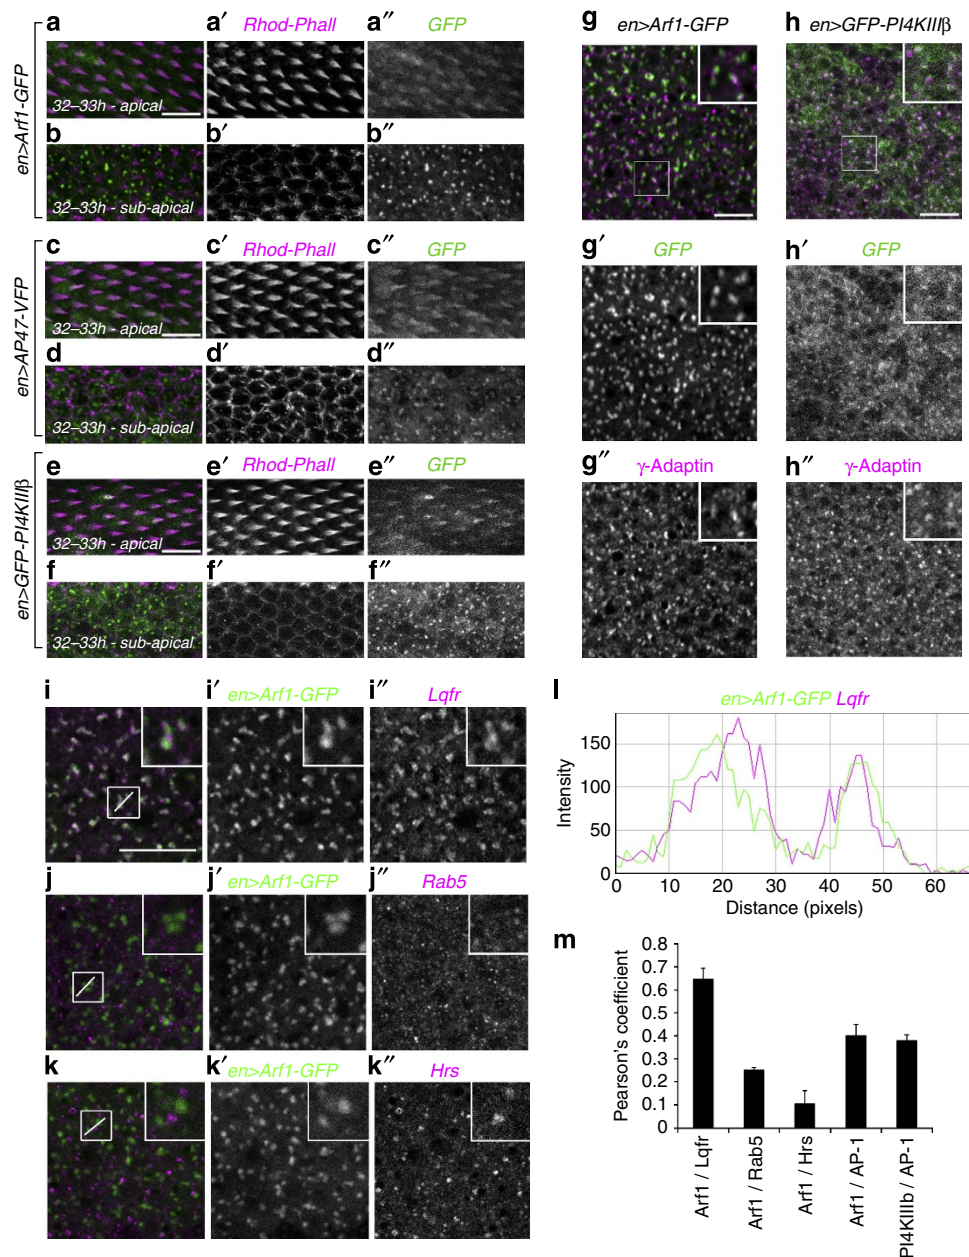 a a′ Rhod-Phall a″ GFP
en>Arf1-GFP
32–33h - apical
b b′ b″
32–33h - sub-apical
c c′ Rhod-Phall c″ GFP
en>AP47-VFP
32–33h - apical
d d′ d″
32–33h - sub-apical
e e′ Rhod-Phall e″ GFP
en>GFP-PI4KIIIβ
32–33h - apical
f f′ f″
32–33h - sub-apical
g en>Arf1-GFP
h en>GFP-PI4KIIIβ
g′ GFP
h′ GFP
g″ γ-Adaptin
h″ γ-Adaptin
i i′ en>Arf1-GFP i″ Lqfr
j j′ en>Arf1-GFP j″ Rab5
k k′ en>Arf1-GFP k″ Hrs
l
en>Arf1-GFP Lqfr
Intensity
150
100
50
0
0 10 20 30 40 50 60
Distance (pixels)
m
Pearson's coefficient
0.8
0.7
0.6
0.5
0.4
0.3
0.2
0.1
0
Arf1 / Lqfr
Arf1 / Rab5
Arf1 / Hrs
Arf1 / AP-1
PI4KIIIb / AP-1